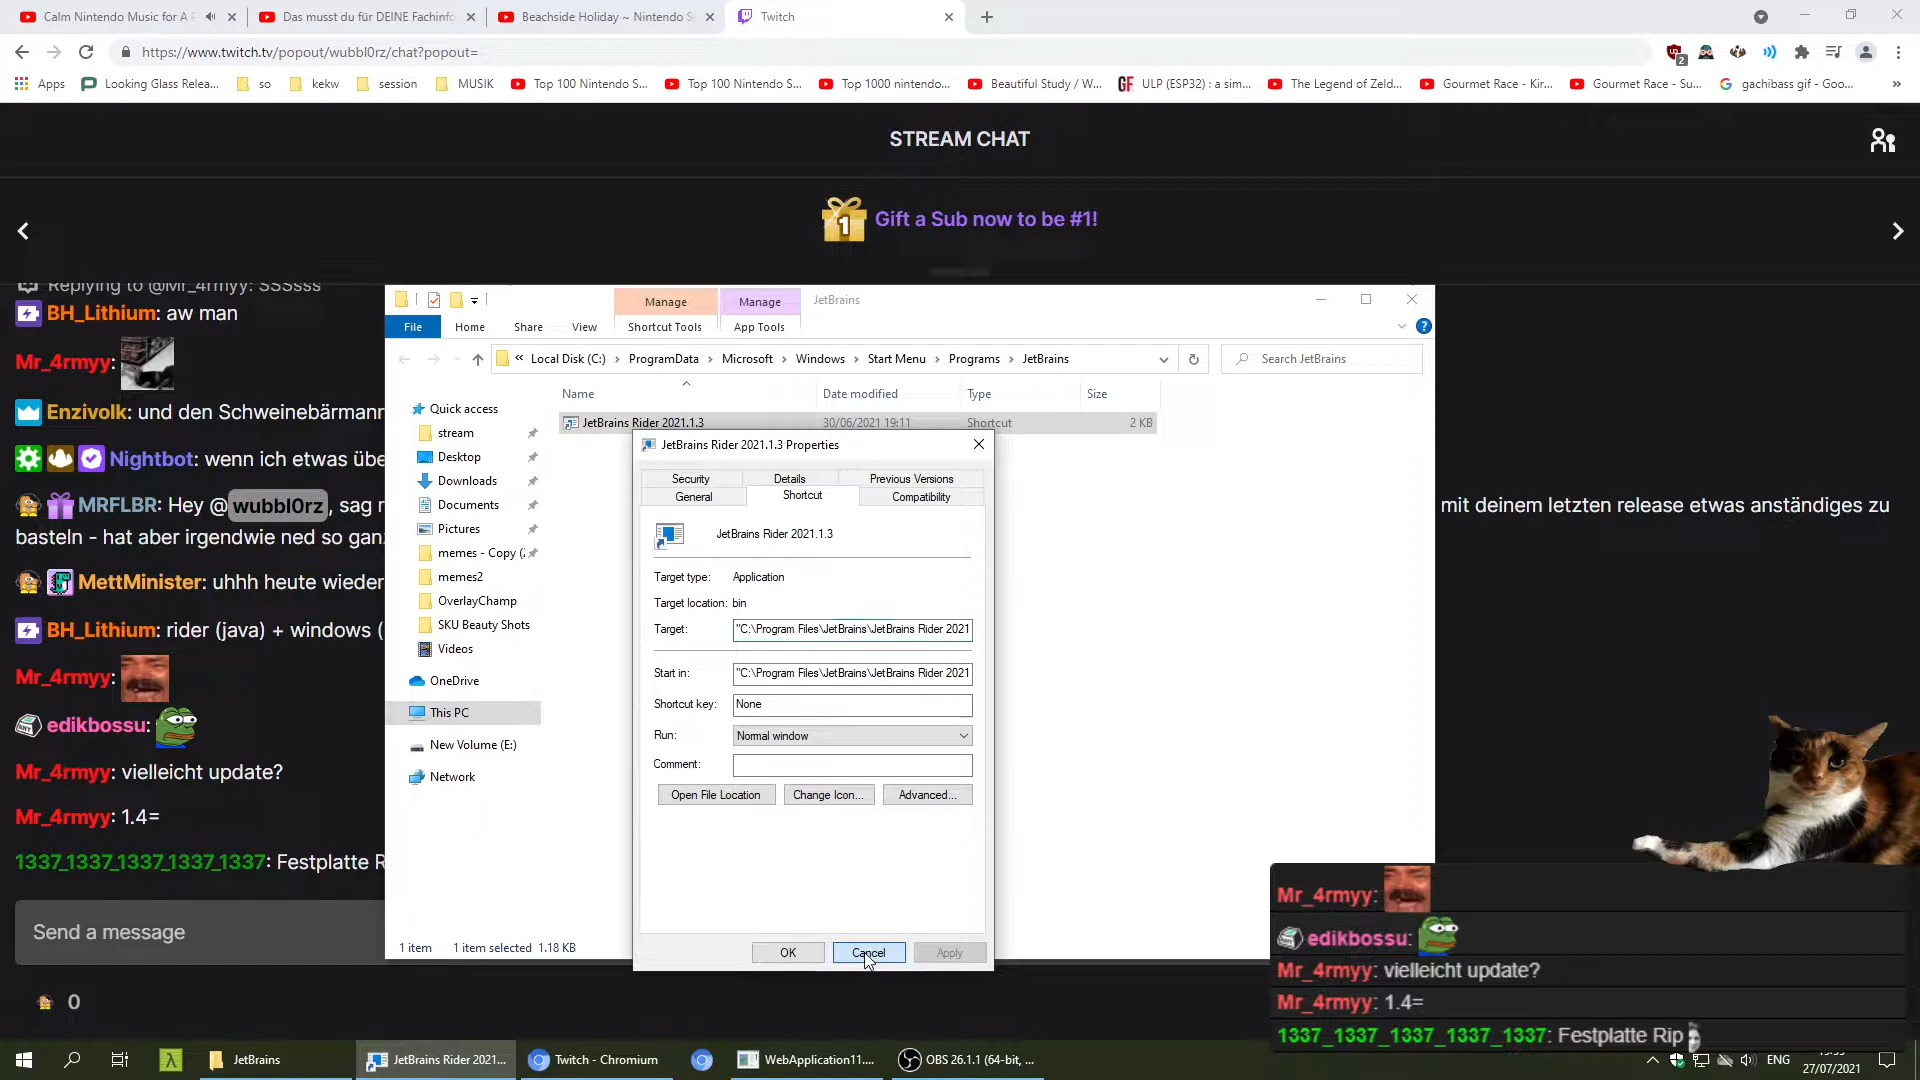 Calm Nintendo Music for A
Das musst du für DEINE Fachinfo
Beachside Holiday ~ Nintendo S
Twitch
https://www.twitch.tv/popout/wubbl0rz/chat?popout=
2
Apps
Looking Glass Relea...
so
kekw
session
MUSIK
Top 100 Nintendo S...
Top 100 Nintendo S...
Top 1000 nintendo...
Beautiful Study / W...
GF ULP (ESP32) : a sim...
The Legend of Zeld...
Gourmet Race - Kir...
Gourmet Race - Su...
gachibass gif - Goo...
STREAM CHAT
1 Gift a Sub now to be #1!
Replying to @Mr_4rmyy: SSSsss
BH_Lithium: aw man
Mr_4rmyy:
Enzivolk: und den Schweinebärmann
Nightbot: wenn ich etwas übe
MRFLBR: Hey @wubbl0rz, sag
mit deinem letzten release etwas anständiges zu
basteln - hat aber irgendwie ned so gan
MettMinister: uhhh heute wieder
BH_Lithium: rider (java) + windows (
Mr_4rmyy:
edikbossu:
Mr_4rmyy: vielleicht update?
Mr_4rmyy: 1.4=
1337_1337_1337_1337_1337: Festplatte R
Send a message
0
Manage
Manage
JetBrains
File
Home
Share
View
Shortcut Tools
App Tools
« Local Disk (C:) › ProgramData › Microsoft › Windows › Start Menu › Programs › JetBrains
Search JetBrains
Name
Date modified
Type
Size
JetBrains Rider 2021.1.3
30/06/2021 19:11
Shortcut
2 KB
Quick access
stream
Desktop
Downloads
Documents
Pictures
memes - Copy (
memes2
OverlayChamp
SKU Beauty Shots
Videos
OneDrive
This PC
New Volume (E:)
Network
1 item
1 item selected 1.18 KB
JetBrains Rider 2021.1.3 Properties
Security
Details
Previous Versions
General
Shortcut
Compatibility
JetBrains Rider 2021.1.3
Target type: Application
Target location: bin
Target: "C:\Program Files\JetBrains\JetBrains Rider 2021
Start in: "C:\Program Files\JetBrains\JetBrains Rider 2021
Shortcut key: None
Run: Normal window
Comment:
Open File Location
Change Icon...
Advanced...
OK
Cancel
Apply
Mr_4rmyy:
edikbossu:
Mr_4rmyy: vielleicht update?
Mr_4rmyy: 1.4=
1337_1337_1337_1337_1337: Festplatte Rip
JetBrains
JetBrains Rider 2021...
Twitch - Chromium
WebApplication11....
OBS 26.1.1 (64-bit, ...
ENG
27/07/2021